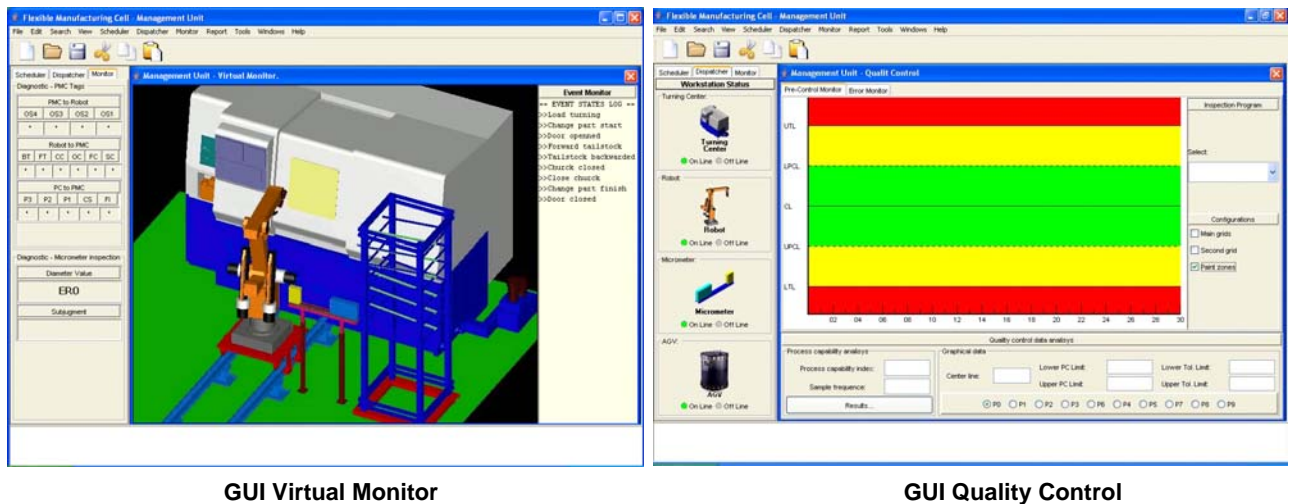 Flexible Manufacturing Cell - Management Unit
File Edit Search View Scheduler Dispatcher Monitor Report Tools Windows Help
Scheduler Dispatcher Monitor
Diagnostic - PMC Tags
PMC to Robot
OS4 OS3 OS2 OS1
* * * *
Robot to PMC
BT FT CC OC FC SC
* * * * * *
PC to PMC
P3 P2 P1 CS FI
* * * * *
Diagnostic - Micrometer inspection
Diameter Value
ER.0
Subjugment
Management Unit - Virtual Monitor.
Event Monitor
== EVENT STATES LOG ==
>>Load turning
>>Change part start
>>Door openned
>>Forward tailstock
>>Tailstock backwarded
>>Churck closed
>>Close churck
>>Change part finish
>>Door closed
GUI Virtual Monitor
Flexible Manufacturing Cell - Management Unit
File Edit Search View Scheduler Dispatcher Monitor Report Tools Windows Help
Scheduler Dispatcher Monitor
Workstation Status
Turning Center:
Turning
Center
On Line Off Line
Robot:
Robot
On Line Off Line
Micrometer:
Micrometer
On Line Off Line
AGV:
AGV
On Line Off Line
Management Unit - Qualit Control
Pre-Control Monitor Error Monitor
UTL
LPCL
CL
UPCL
LTL
02 04 06 08 10 12 14 16 18 20 22 24 26 28 30
Inspection Program
Select:
Configurations
Main grids
Second grid
Paint zones
Quality control data analisys
Process capability analisys
Process capability index:
Sample frequence:
Results...
Graphical data
Center line:
Lower PC Limit:
Upper PC Limit:
Lower Tol. Limit:
Upper Tol. Limit:
P0 P1 P2 P3 P6 P4 P5 P7 P8 P9
GUI Quality Control